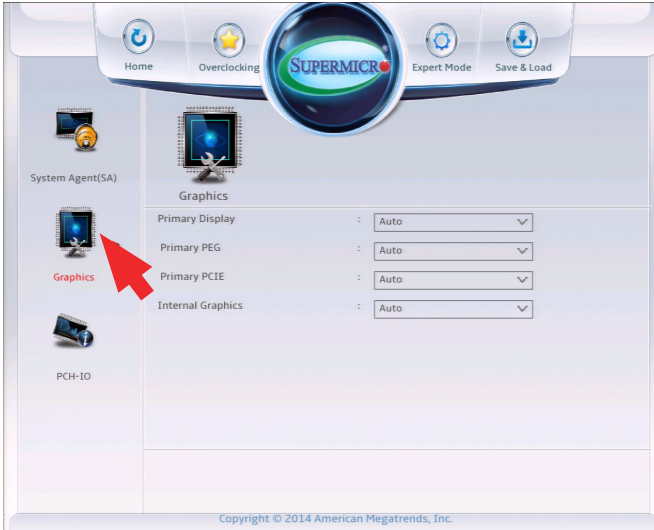 Home
Overclocking
SUPERMICRO
Expert Mode
Save & Load
System Agent(SA)
Graphics
Graphics
PCH-IO
Primary Display : Auto
Primary PEG : Auto
Primary PCIE : Auto
Internal Graphics : Auto
Copyright © 2014 American Megatrends, Inc.